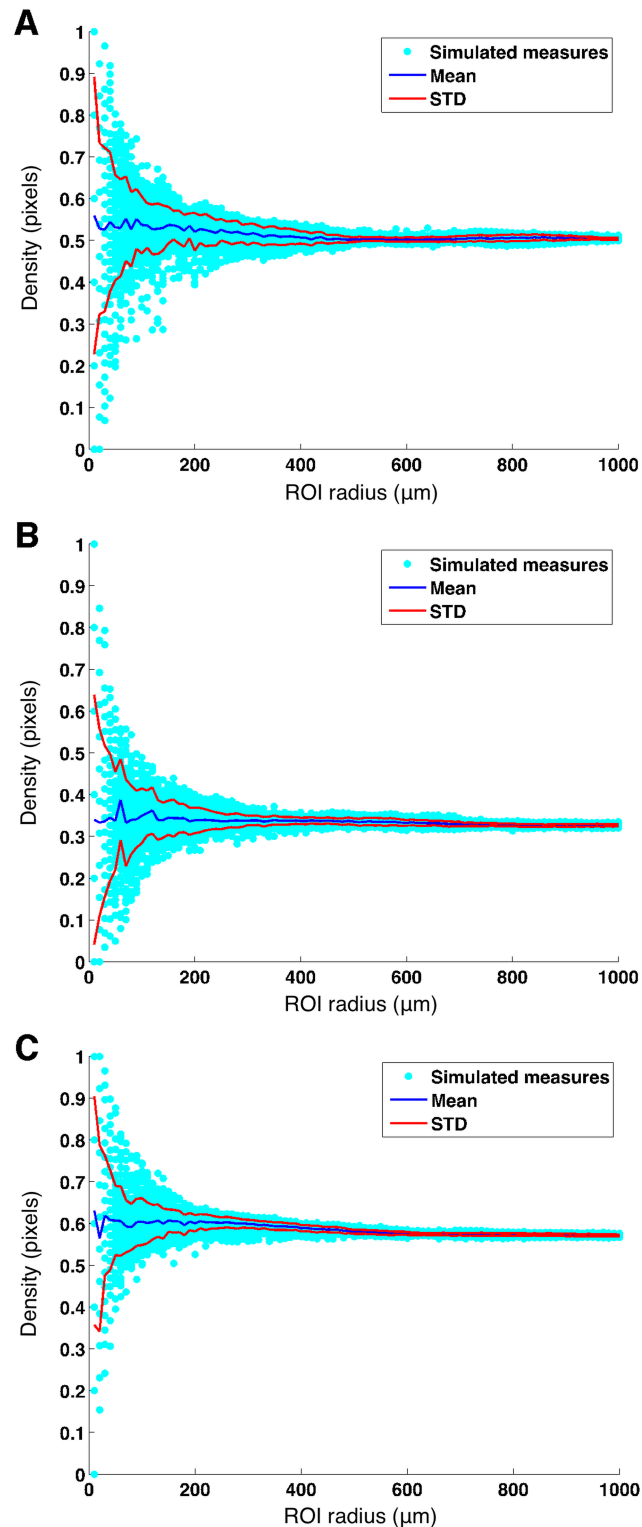 A
1
0.9
0.8
0.7
0.6
0.5
0.4
0.3
0.2
0.1
0
Density (pixels)
Simulated measures
Mean
STD
0 200 400 600 800 1000
ROI radius (µm)
B
1
0.9
0.8
0.7
0.6
0.5
0.4
0.3
0.2
0.1
0
Density (pixels)
Simulated measures
Mean
STD
0 200 400 600 800 1000
ROI radius (µm)
C
1
0.9
0.8
0.7
0.6
0.5
0.4
0.3
0.2
0.1
0
Density (pixels)
Simulated measures
Mean
STD
0 200 400 600 800 1000
ROI radius (µm)